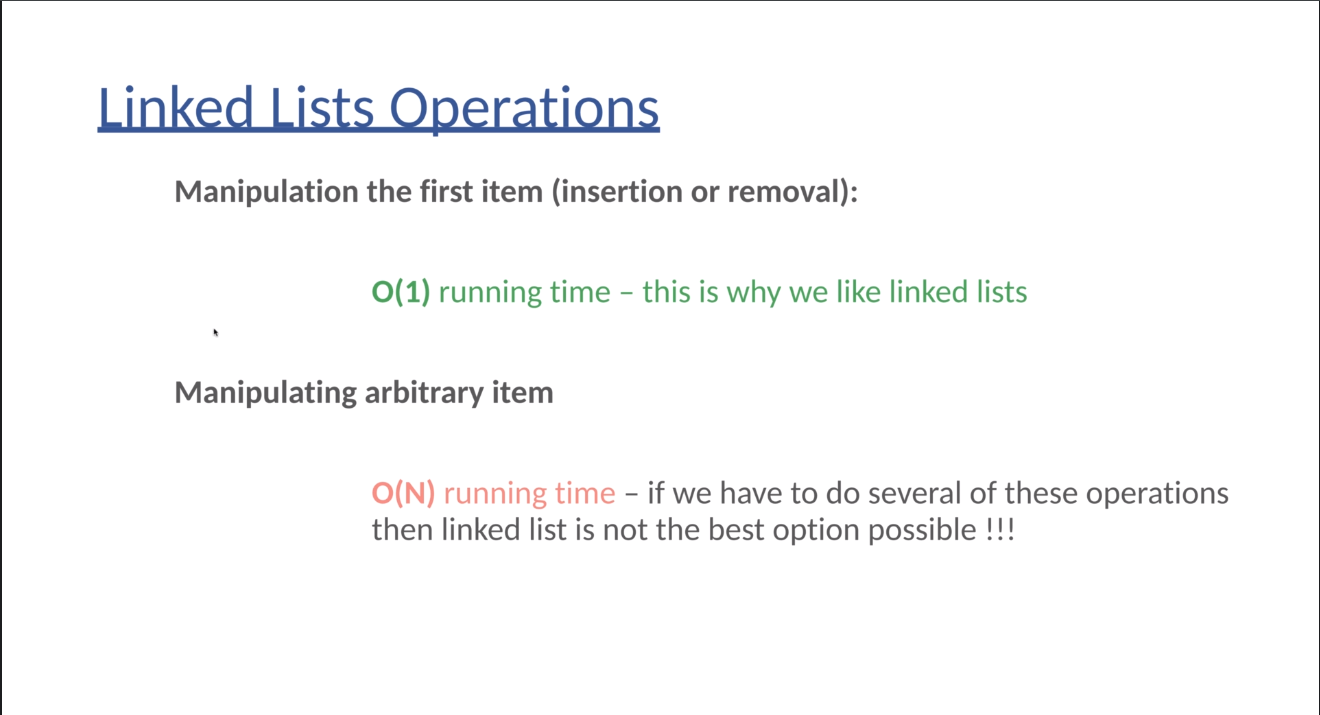 Linked Lists Operations
Manipulation the first item (insertion or removal):
O(1) running time – this is why we like linked lists
Manipulating arbitrary item
O(N) running time – if we have to do several of these operations
then linked list is not the best option possible !!!